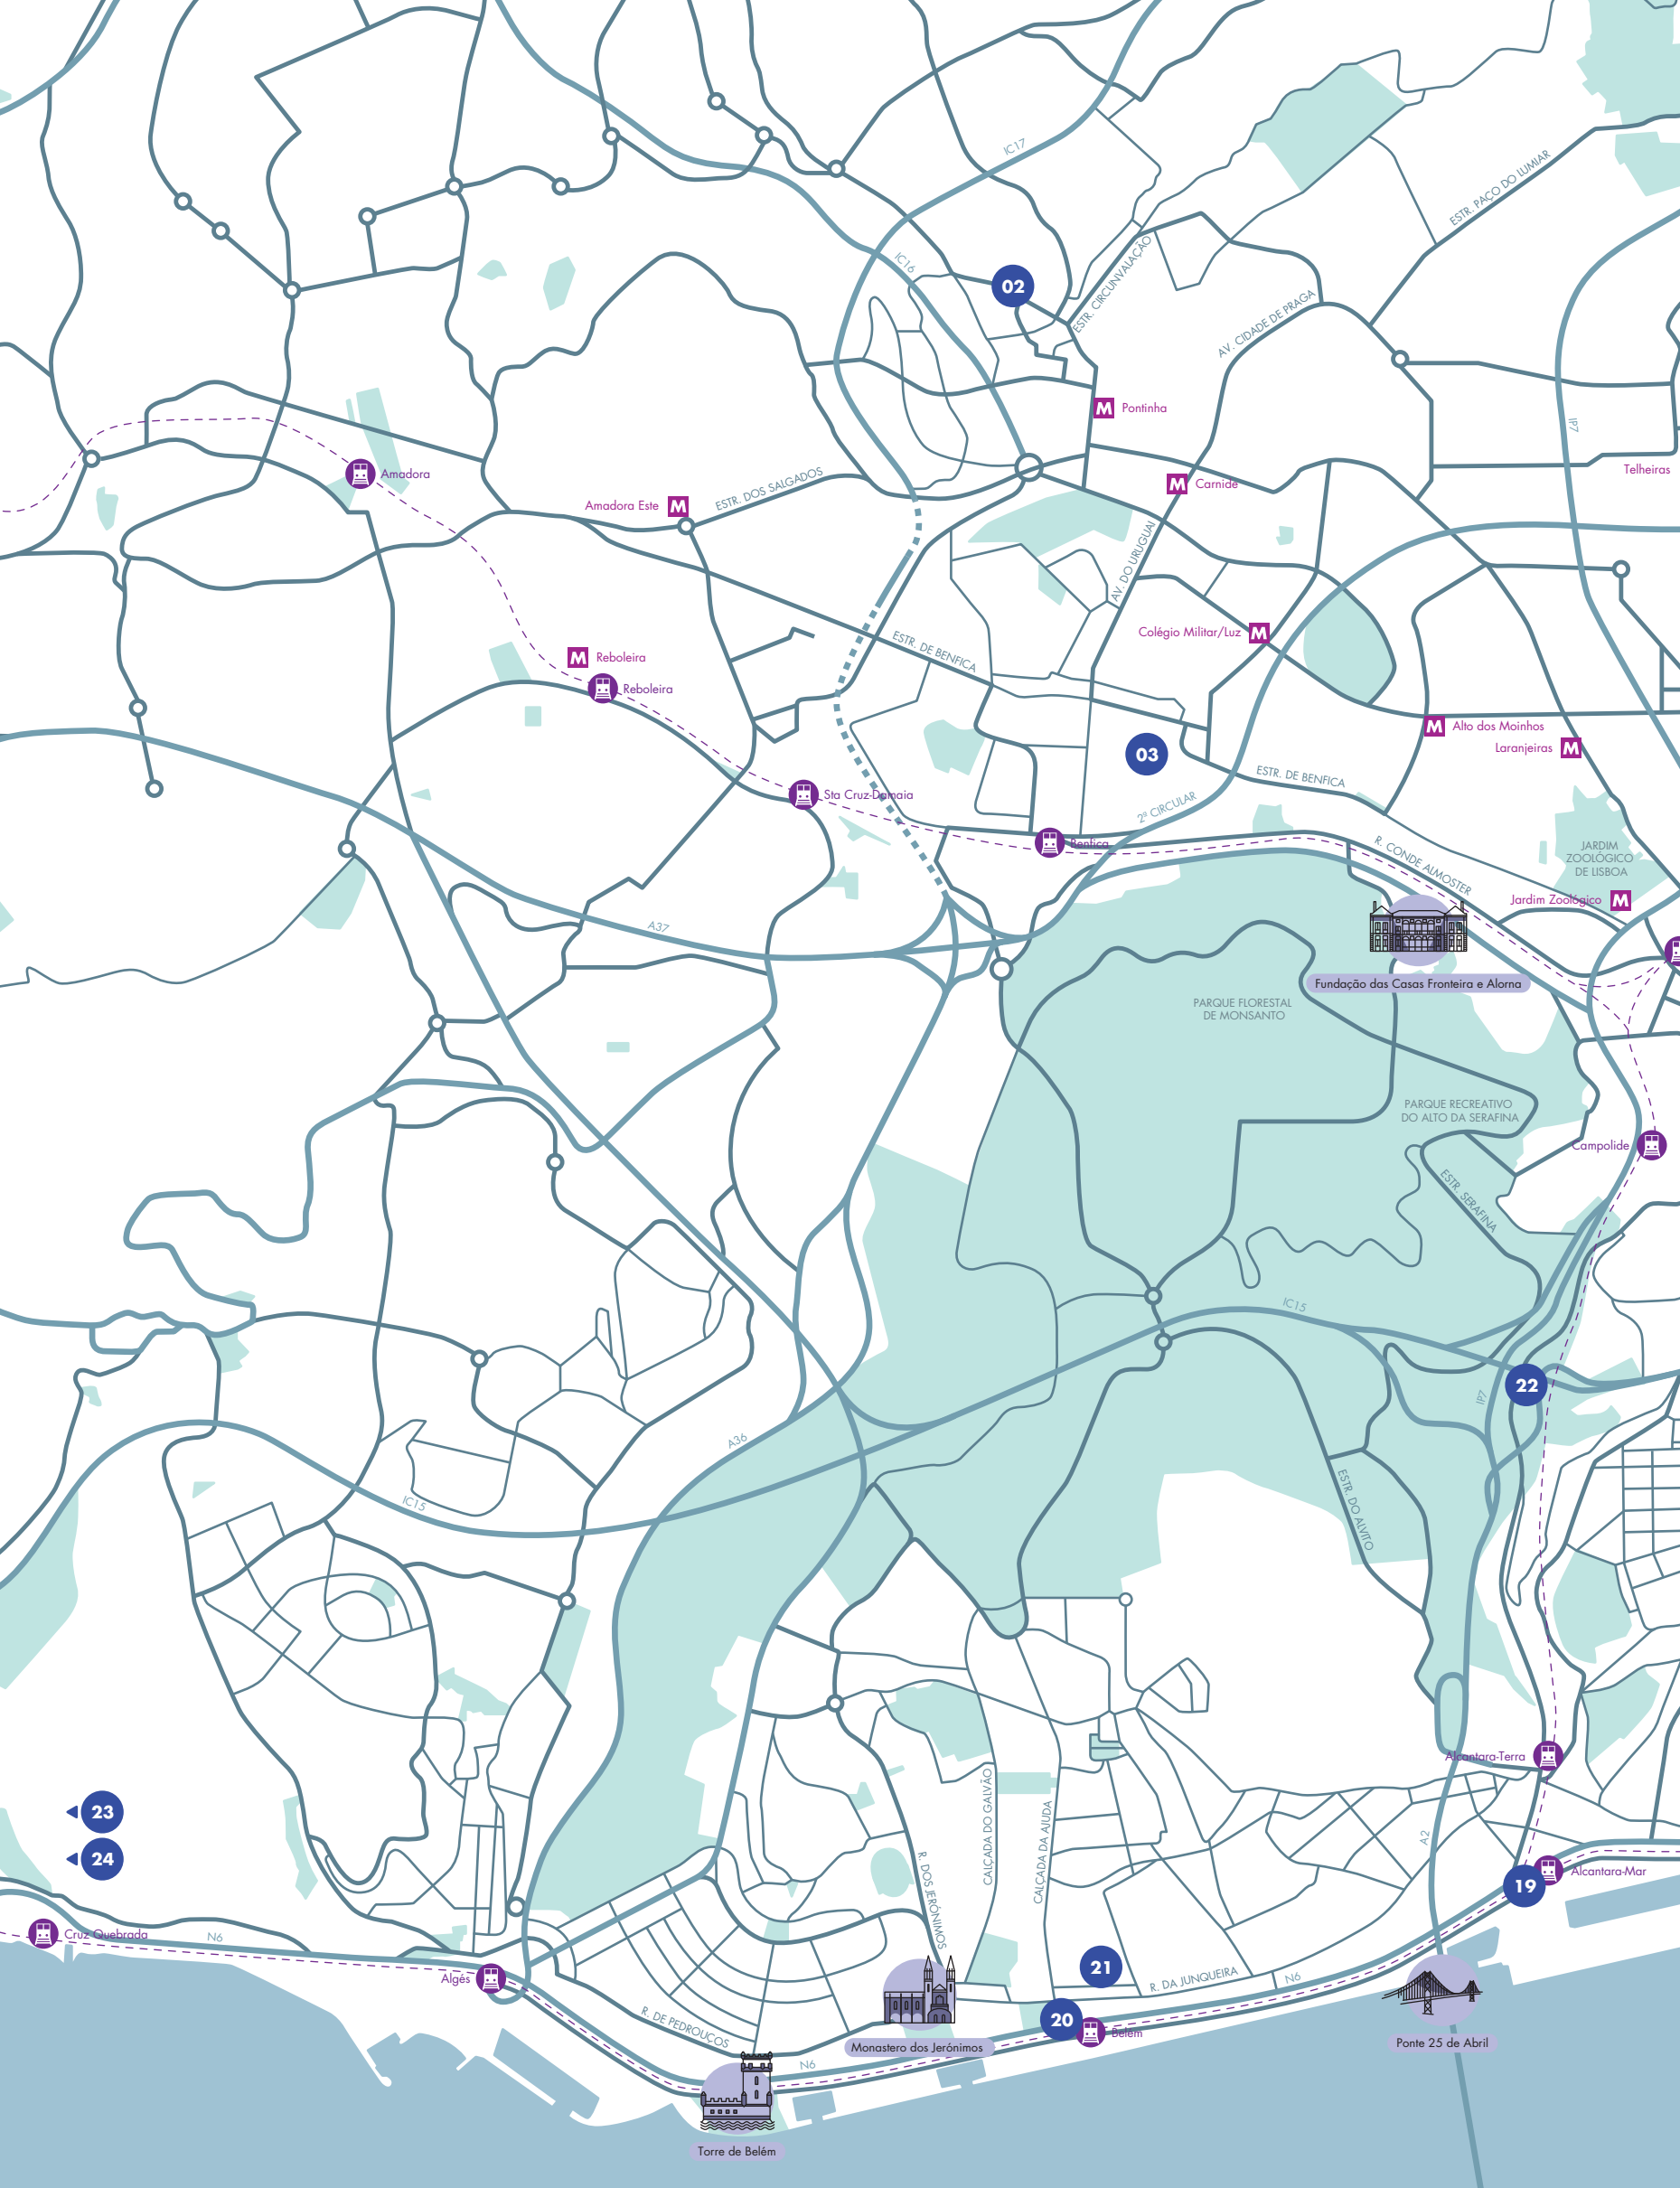 IC17
ESTR. PAÇO DO LUMIAR
IC16
02
ESTR. CIRCUNVALAÇÃO
AV. CIDADE DE PRAGA
M Pontinha
IP7
Amadora
M Carnide
Telheiras
Amadora Este M
ESTR. DOS SALGADOS
AV. DO URUGUAI
Colégio Militar/Luz M
ESTR. DE BENFICA
M Reboleira
Reboleira
M Alto dos Moinhos
Laranjeiras M
03
ESTR. DE BENFICA
Sta Cruz-Damaia
2ª CIRCULAR
Benfica
R. CONDE ALMOSTER
JARDIM
ZOOLÓGICO
DE LISBOA
Jardim Zoológico M
A37
Fundação das Casas Fronteira e Alorna
PARQUE FLORESTAL
DE MONSANTO
PARQUE RECREATIVO
DO ALTO DA SERAFINA
Campolide
ESTR. SERAFINA
IC15
22
IP7
A36
IC15
ESTR. DO ALVITO
Alcantara-Terra
23
24
CALÇADA DO GALVÃO
CALÇADA DA AJUDA
A2
Alcantara-Mar
19
R. DOS JERÓNIMOS
Cruz Quebrada
N6
Algés
21
R. DA JUNQUEIRA
N6
20
Belém
R. DE PEDROUÇOS
Monastero dos Jerónimos
Ponte 25 de Abril
N6
Torre de Belém